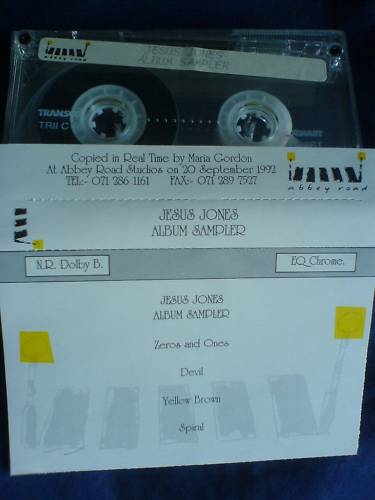 abbey road
JESUS JONES
ALBUM SAMPLER
TRANSC
TRII C
Copied in Real Time by Maria Gordon
At Abbey Road Studios on 20 September 1992
TEL:- 071 286 1161 FAX:- 071 289 7527
abbey road
JESUS JONES
ALBUM SAMPLER
N.R. Dolby B.
EQ Chrome.
JESUS JONES
ALBUM SAMPLER
Zeros and Ones
Devil
Yellow Brown
Spiral